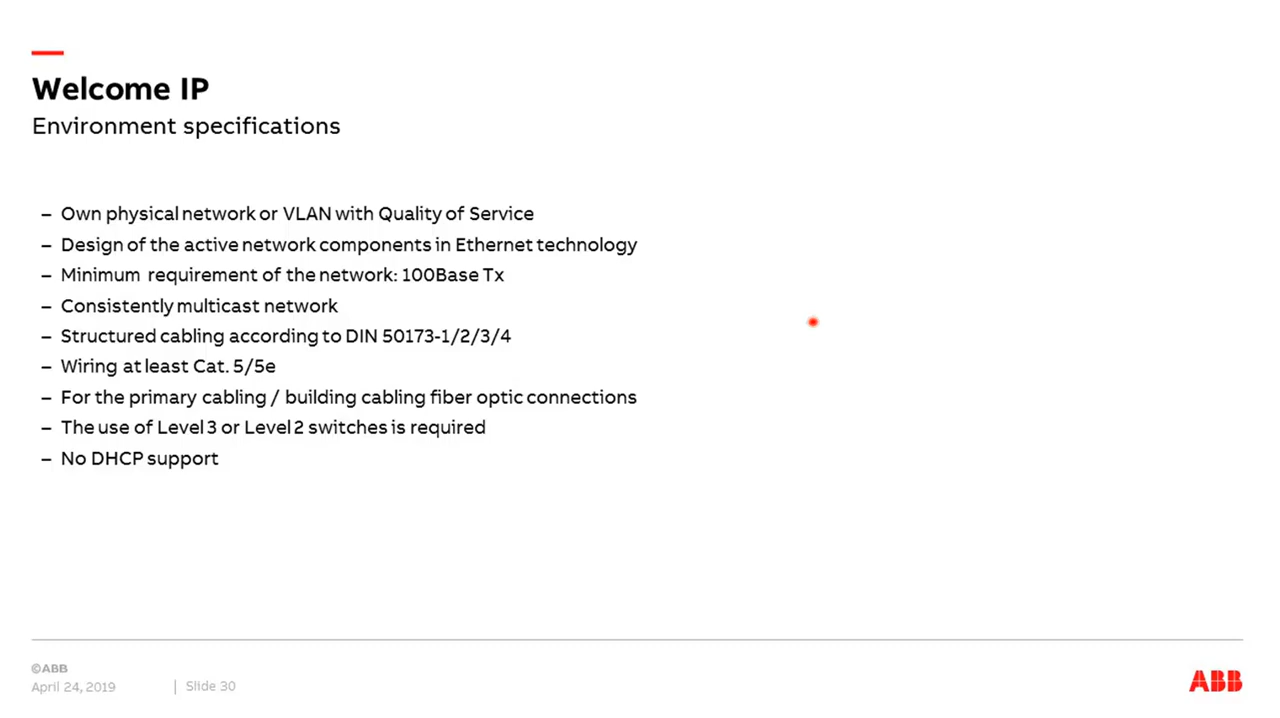 Welcome IP
Environment specifications
– Own physical network or VLAN with Quality of Service
– Design of the active network components in Ethernet technology
– Minimum requirement of the network: 100Base Tx
– Consistently multicast network
– Structured cabling according to DIN 50173-1/2/3/4
– Wiring at least Cat. 5/5e
– For the primary cabling / building cabling fiber optic connections
– The use of Level 3 or Level 2 switches is required
– No DHCP support
©ABB
April 24, 2019 | Slide 30
ABB